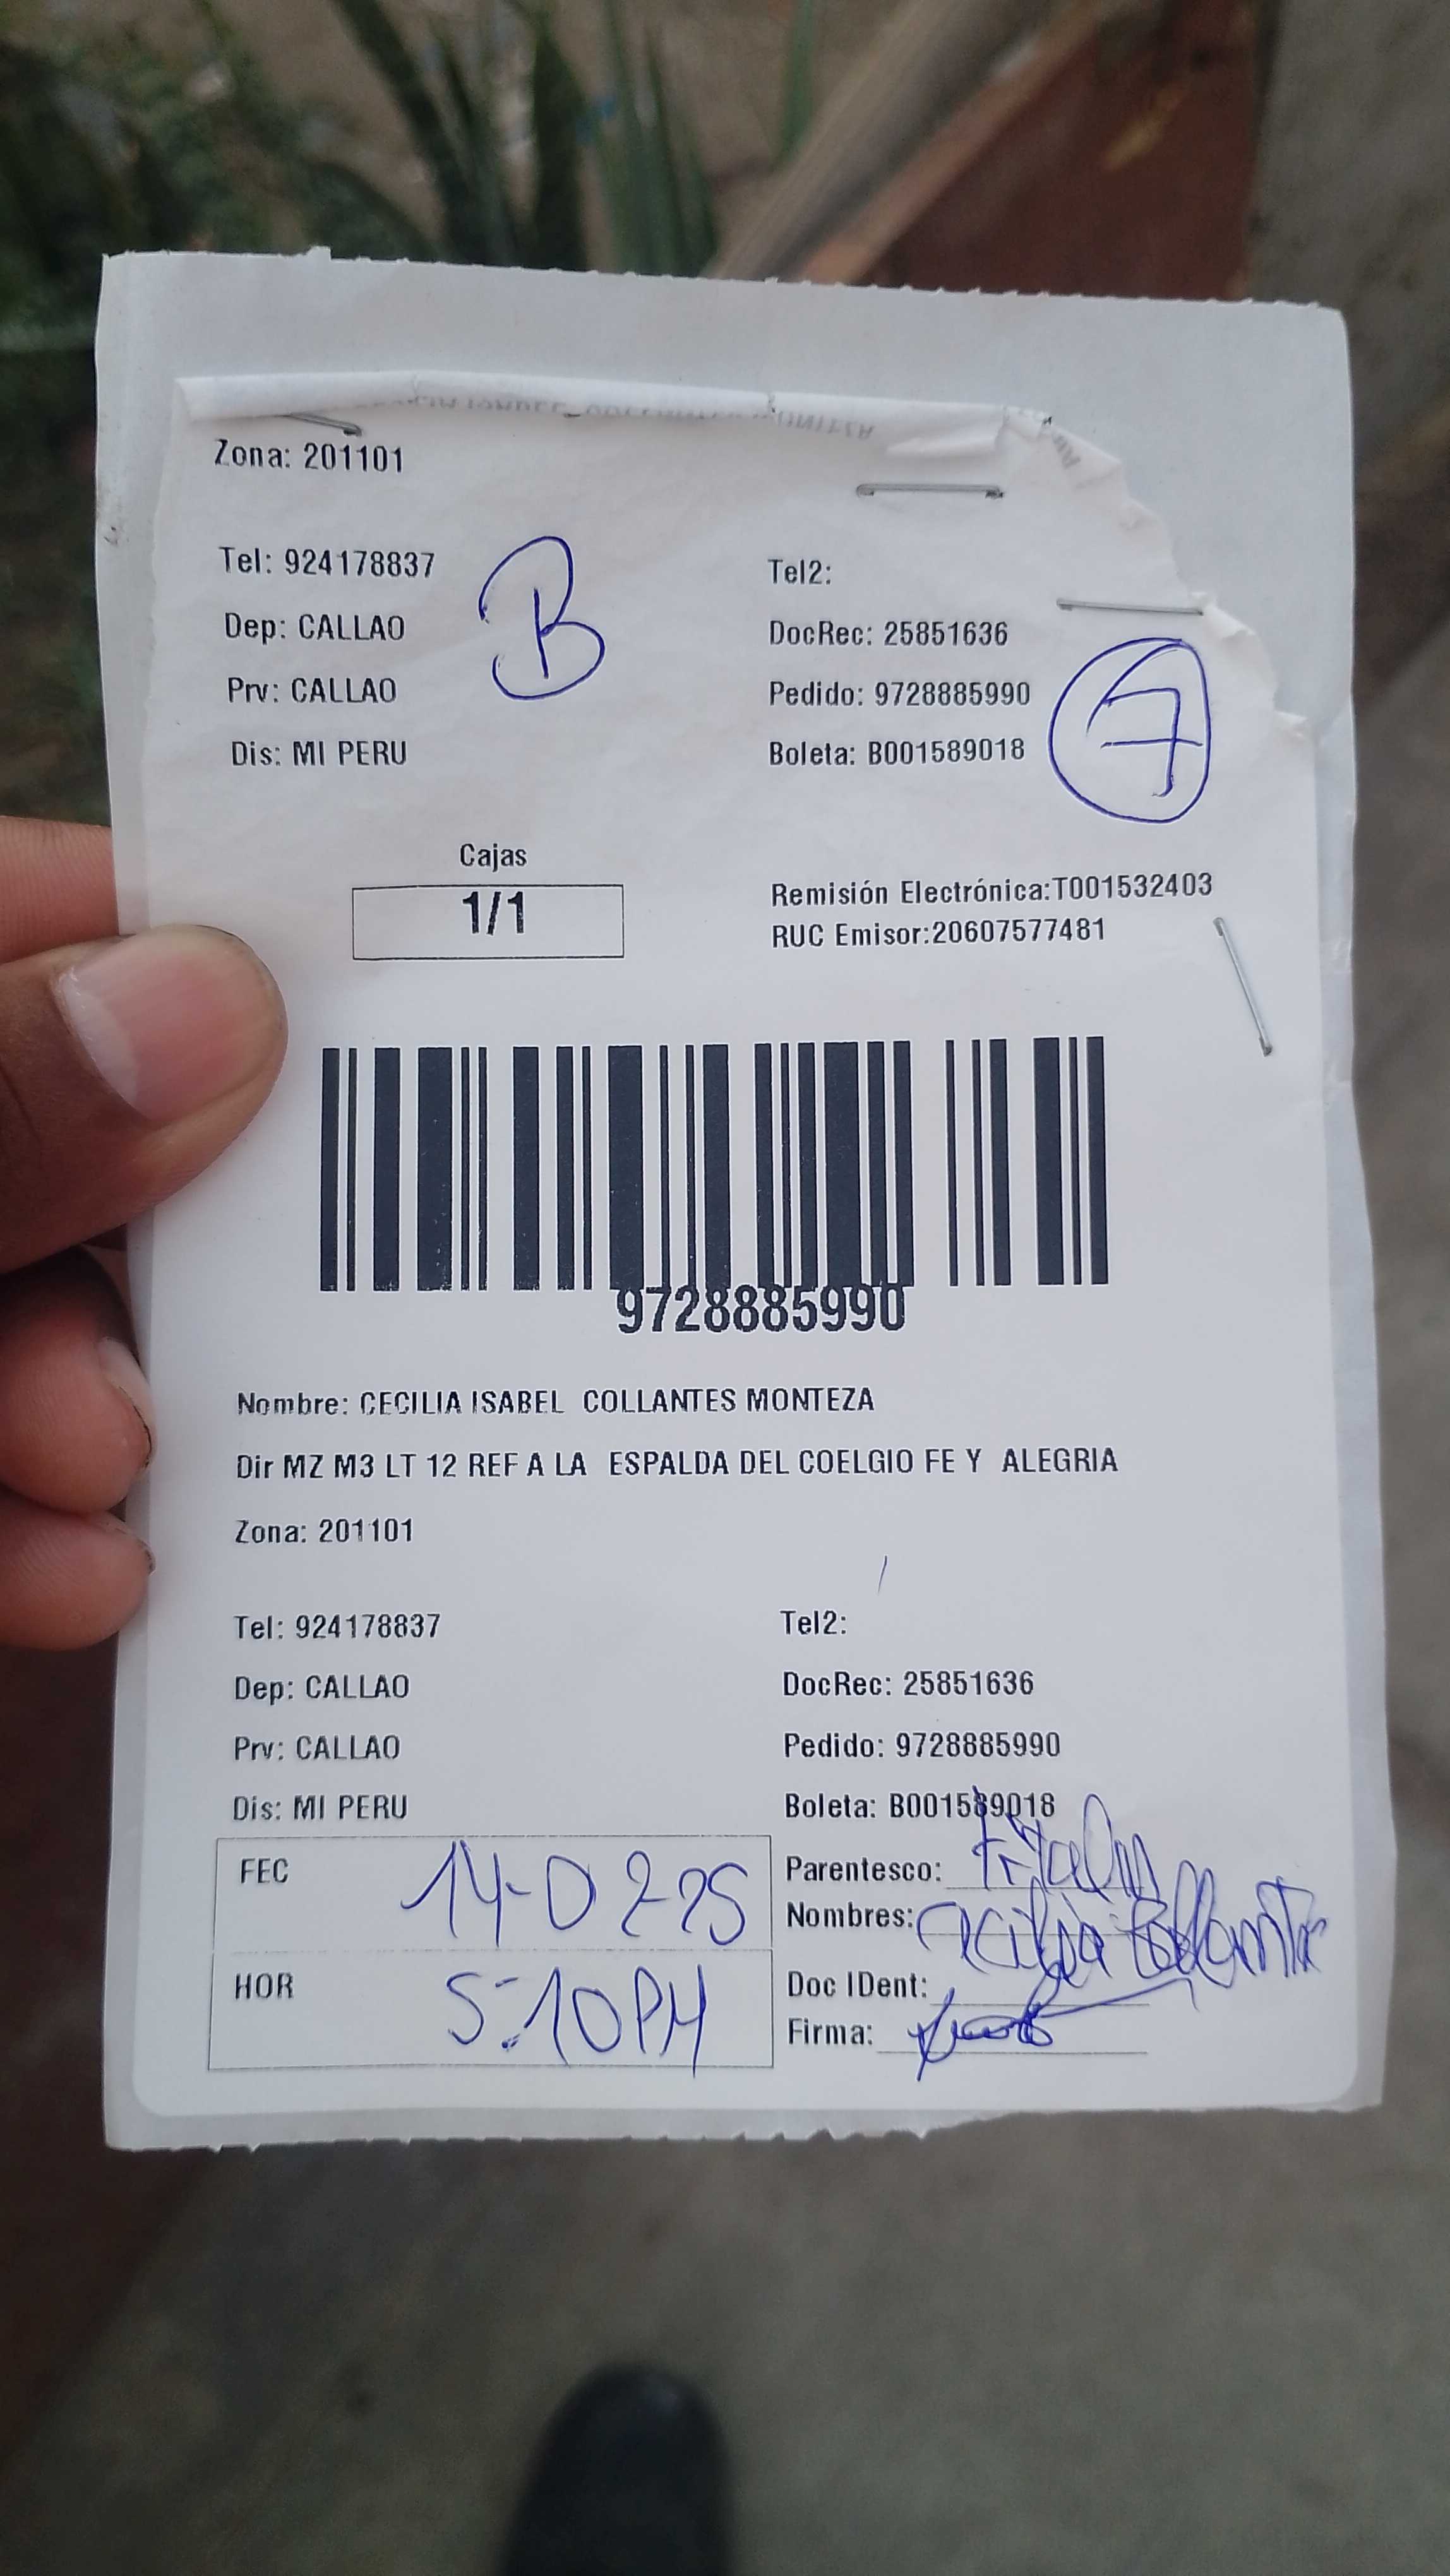 Zona: 201101
Tel: 924178837
B
Tel2:
Dep: CALLAO
DocRec: 25851636
Prv: CALLAO
Pedido: 9728885990
7
Dis: MI PERU
Boleta: B001589018
Cajas
1/1
Remisión Electrónica:T001532403
RUC Emisor:20607577481
9728885990
Nombre: CECILIA ISABEL COLLANTES MONTEZA
Dir MZ M3 LT 12 REF A LA ESPALDA DEL COELGIO FE Y ALEGRIA
Zona: 201101
Tel: 924178837
Tel2:
Dep: CALLAO
DocRec: 25851636
Prv: CALLAO
Pedido: 9728885990
Dis: MI PERU
Boleta: B001589018
FEC 14-02-25
Parentesco:
Nombres: Cecilia Collantes
HOR 5:10PM
Doc IDent:
Firma: